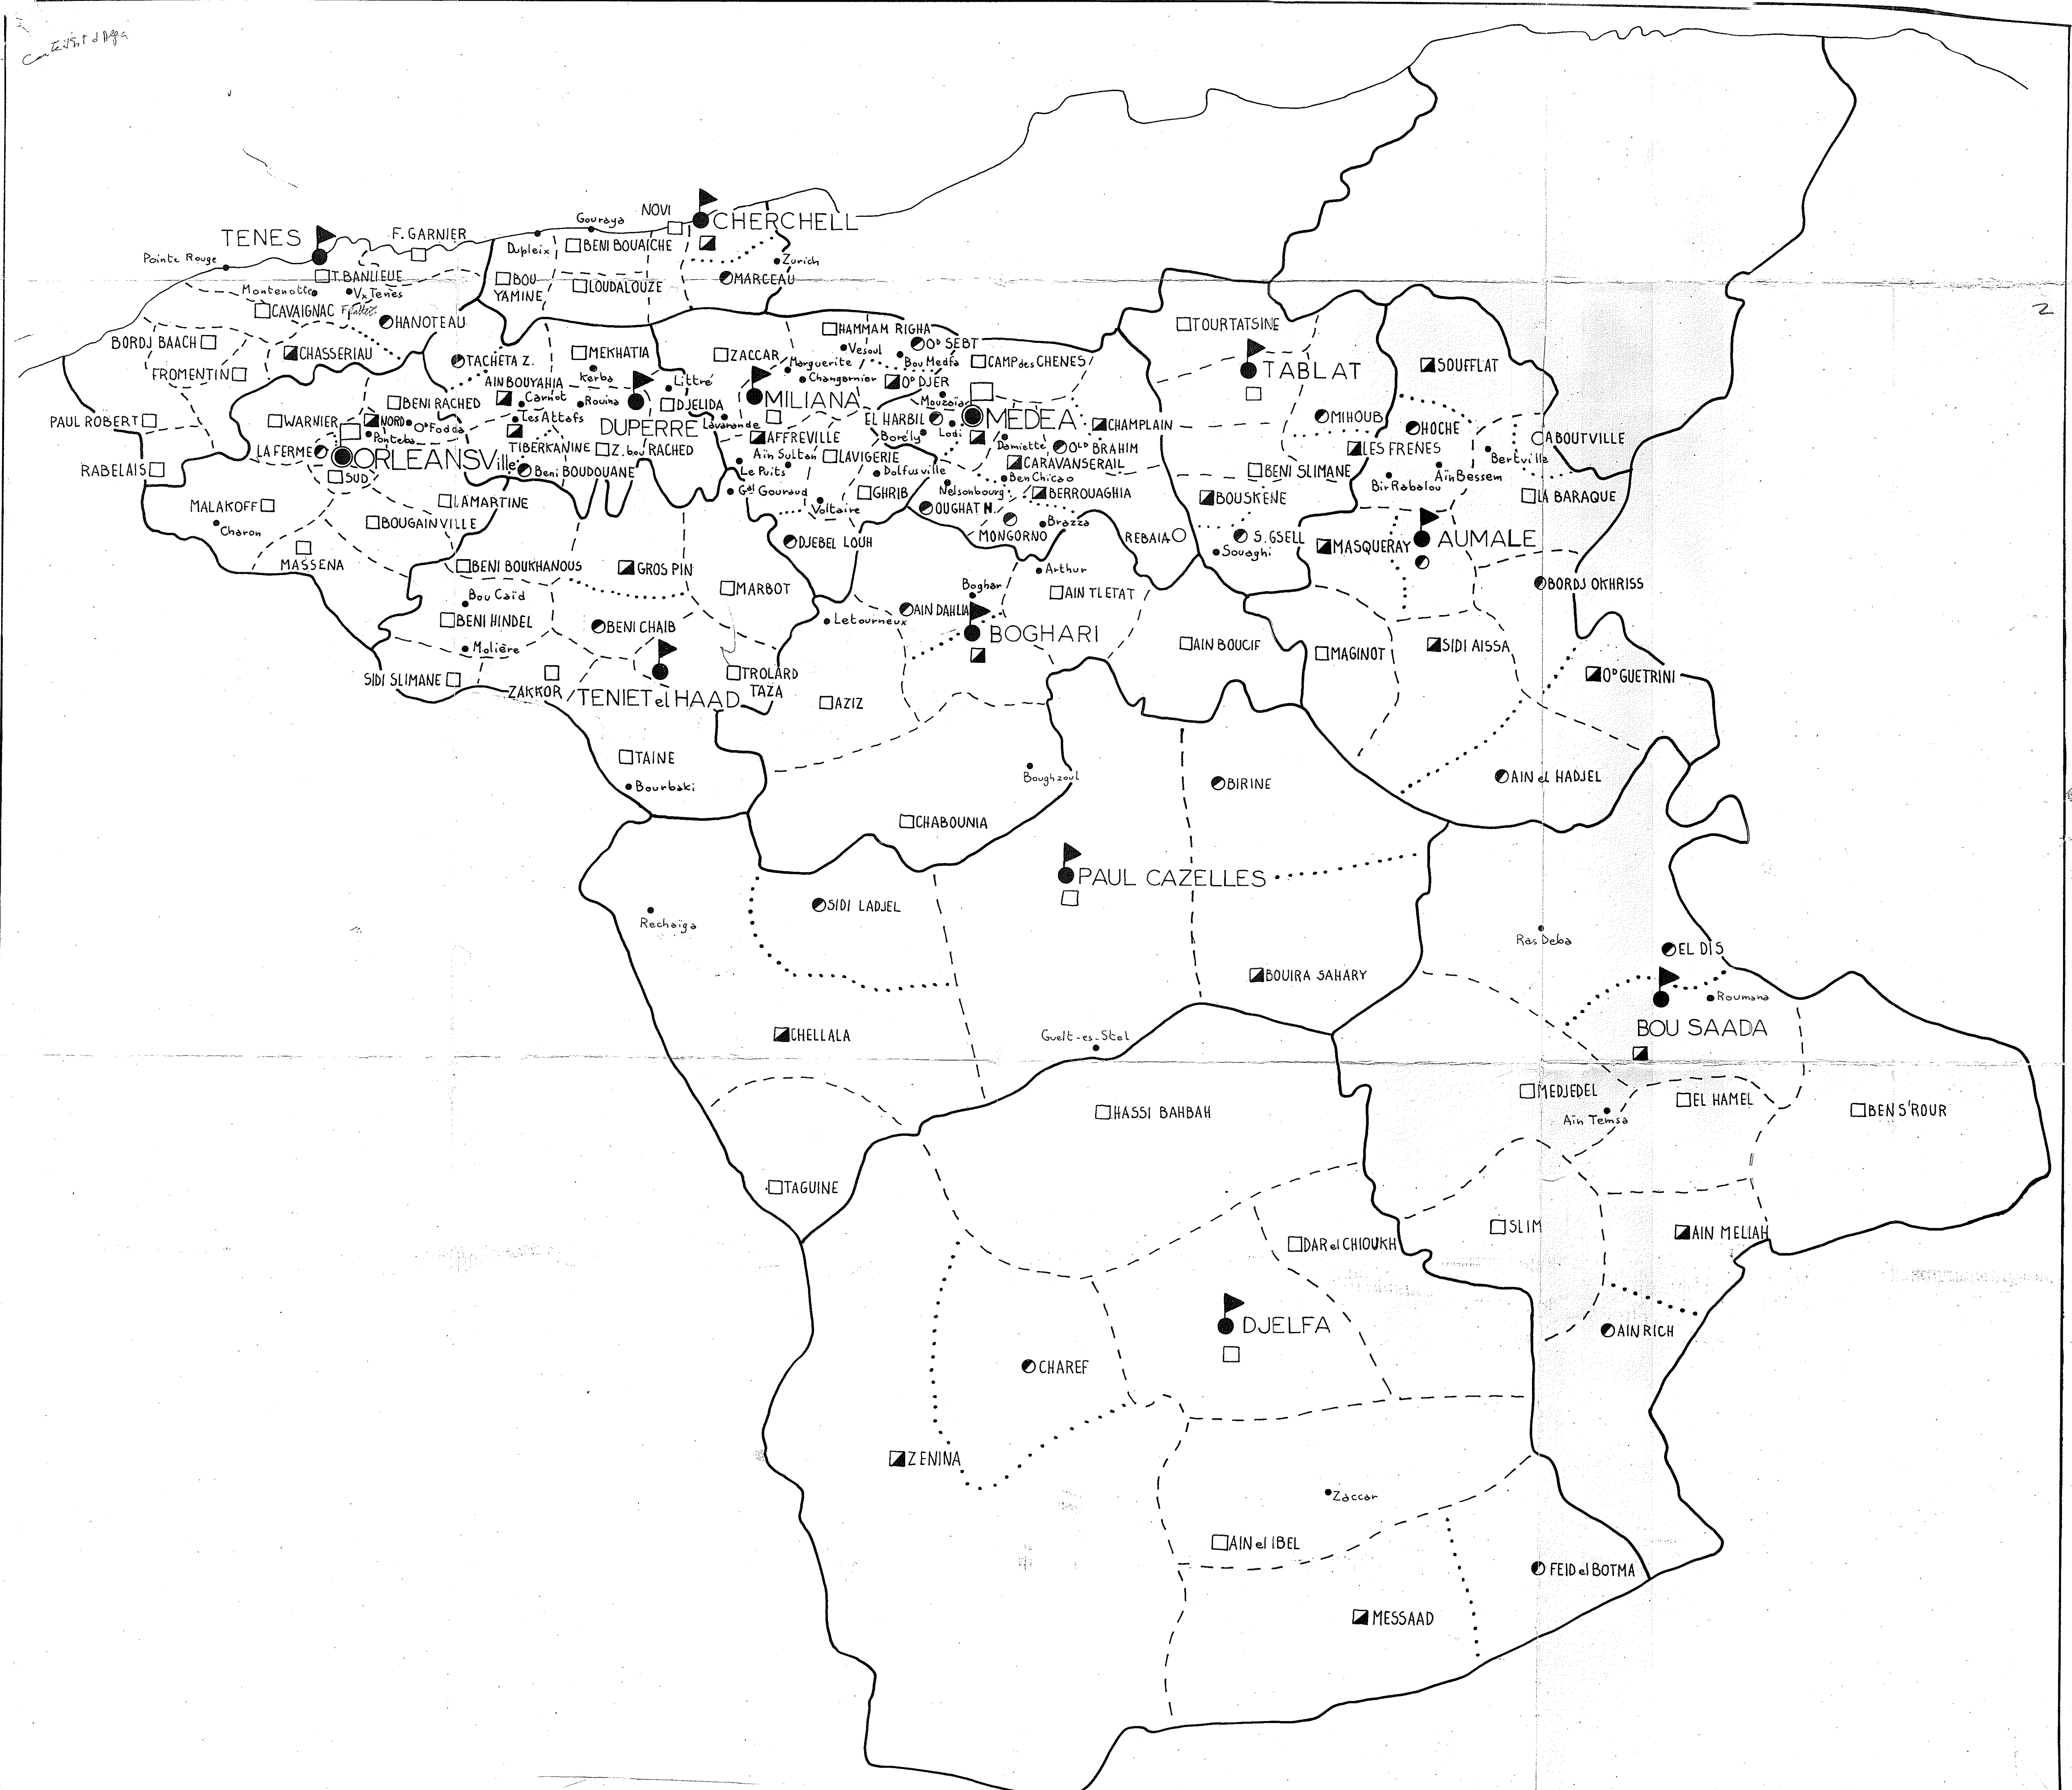 2
NOVI
CHERCHELL
Gouraya
TENES
F. GARNIER
Dupleix
BENI BOUAICHE
Zurich
Pointe Rouge
T. BANLIEUE
BOU
YAMINE
LOUDALOUZE
MARCEAU
Montenotte
Vx Tenes
CAVAIGNAC
HANOTEAU
HAMMAM RIGHA
TOURTATSINE
BORDJ BAACH
CHASSERIAU
TACHETA Z.
MEKHATIA
ZACCAR
Vesoul
Od SEBT
Marguerite
Bou Medfa
CAMP des CHENES
TABLAT
SOUFFLAT
FROMENTIN
AIN BOUYAHIA
Kerba
Littré
Changarnier
Od DJER
BENI RACHED
Carnot
Rouina
DJELIDA
MILIANA
Mouzaïa
PAUL ROBERT
WARNIER
NORD
Od Fodda
Les Attafs
DUPERRE
Lavarande
EL HARBIL
MEDEA
CHAMPLAIN
MIHOUB
HOCHE
ABOUTVILLE
Ponteba
AFFREVILLE
Borély
Lodi
Damiette
LA FERME
ORLEANSVille
TIBERKANINE
Z. bou RACHED
Ain Sultan
LAVIGERIE
Old BRAHIM
LES FRENES
Bertville
RABELAIS
SUD
Beni BOUDOUANE
Le Puits
Dolfusville
CARAVANSERAIL
BENI SLIMANE
Aïn Bessem
Ben Chicao
Bir Rabalou
MALAKOFF
LAMARTINE
Gal Gouraud
GHRIB
Nelsonbourg
BERROUAGHIA
BOUSKENE
LA BARAQUE
Charon
BOUGAINVILLE
Voltaire
OUGHAT N.
Brazza
MONGORNO
REBAIA
S. GSELL
Souaghi
MASQUERAY
AUMALE
MASSENA
DJEBEL LOUH
BENI BOUKHANOUS
GROS PIN
Arthur
MARBOT
Boghar
AIN TLETAT
BORDJ OKHRISS
Bou Caïd
AIN DAHLIA
BENI HINDEL
BENI CHAIB
Letourneux
BOGHARI
Molière
AIN BOUCIF
MAGINOT
SIDI AISSA
SIDI SLIMANE
ZAKKOR
TENIET el HAAD
TROLARD
TAZA
AZIZ
Od GUETRINI
TAINE
Bourbaki
Boughzoul
BIRINE
AIN el HADJEL
CHABOUNIA
PAUL CAZELLES
SIDI LADJEL
Rechaïga
Ras Deba
EL DIS
BOUIRA SAHARY
Roumana
BOU SAADA
CHELLALA
Guelt-es-Stel
HASSI BAHBAH
MEDJEDEL
EL HAMEL
BEN S'ROUR
Aïn Temsa
TAGUINE
SLIM
AIN MELLAH
DAR el CHIOUKH
DJELFA
AIN RICH
CHAREF
ZENINA
Zaccar
AIN el IBEL
FEID el BOTMA
MESSAAD